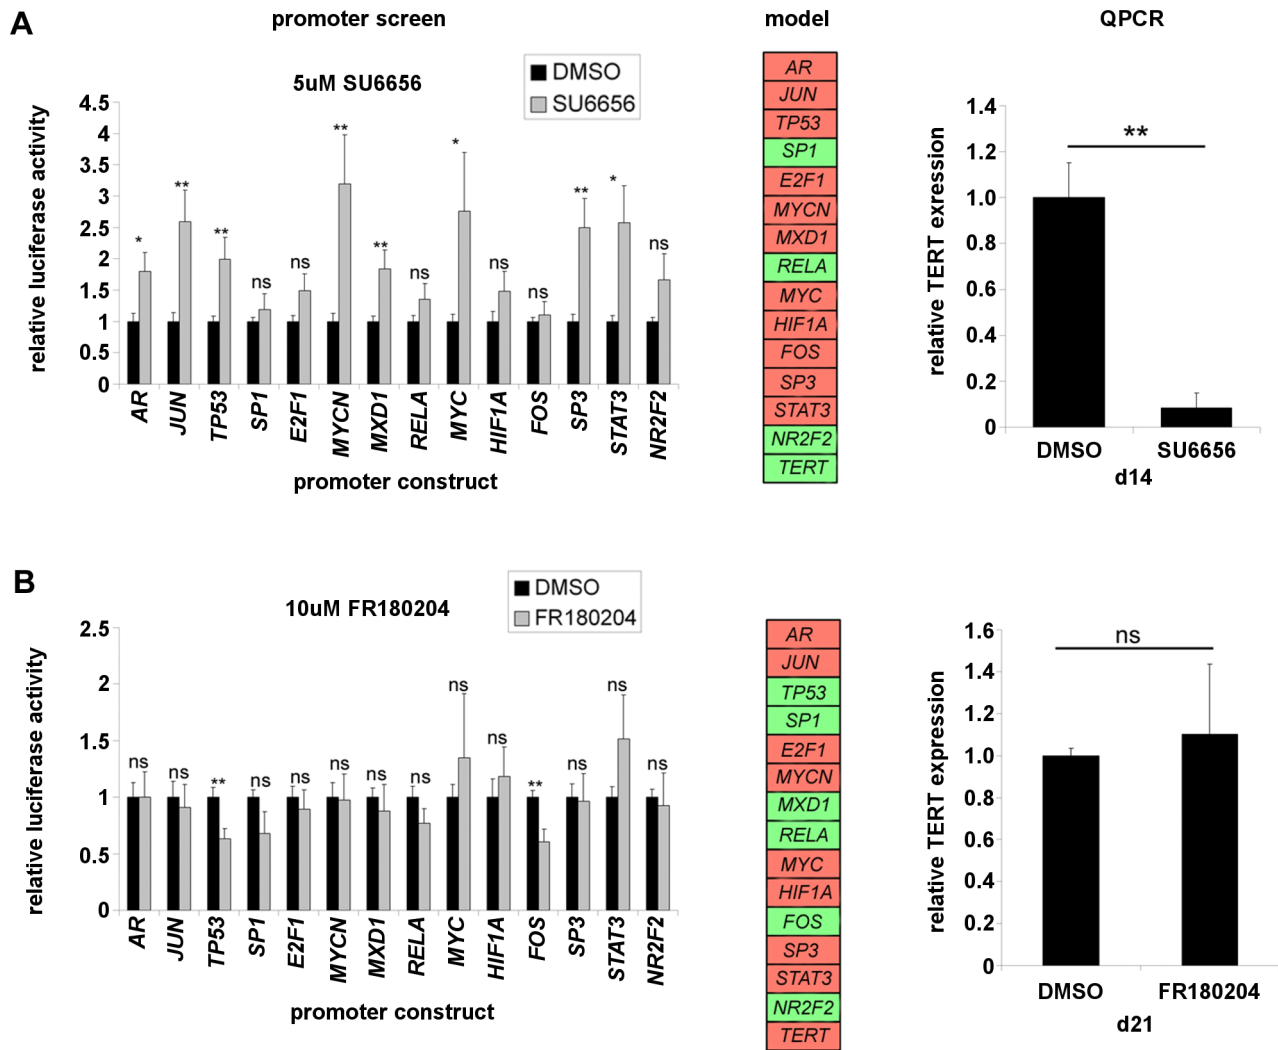 A
promoter screen
model
QPCR
5uM SU6656
DMSO
SU6656
relative luciferase activity
4.5
4
3.5
3
2.5
2
1.5
1
0.5
0
*
**
**
ns
ns
**
**
ns
*
ns
ns
**
*
ns
AR
JUN
TP53
SP1
E2F1
MYCN
MXD1
RELA
MYC
HIF1A
FOS
SP3
STAT3
NR2F2
promoter construct
AR
JUN
TP53
SP1
E2F1
MYCN
MXD1
RELA
MYC
HIF1A
FOS
SP3
STAT3
NR2F2
TERT
relative TERT exression
1.4
1.2
1.0
0.8
0.6
0.4
0.2
0
**
DMSO
SU6656
d14
B
10uM FR180204
DMSO
FR180204
relative luciferase activity
2.5
2
1.5
1
0.5
0
ns
ns
**
ns
ns
ns
ns
ns
ns
ns
**
ns
ns
ns
AR
JUN
TP53
SP1
E2F1
MYCN
MXD1
RELA
MYC
HIF1A
FOS
SP3
STAT3
NR2F2
promoter construct
AR
JUN
TP53
SP1
E2F1
MYCN
MXD1
RELA
MYC
HIF1A
FOS
SP3
STAT3
NR2F2
TERT
relative TERT expression
1.6
1.4
1.2
1.0
0.8
0.6
0.4
0.2
0
ns
DMSO
FR180204
d21